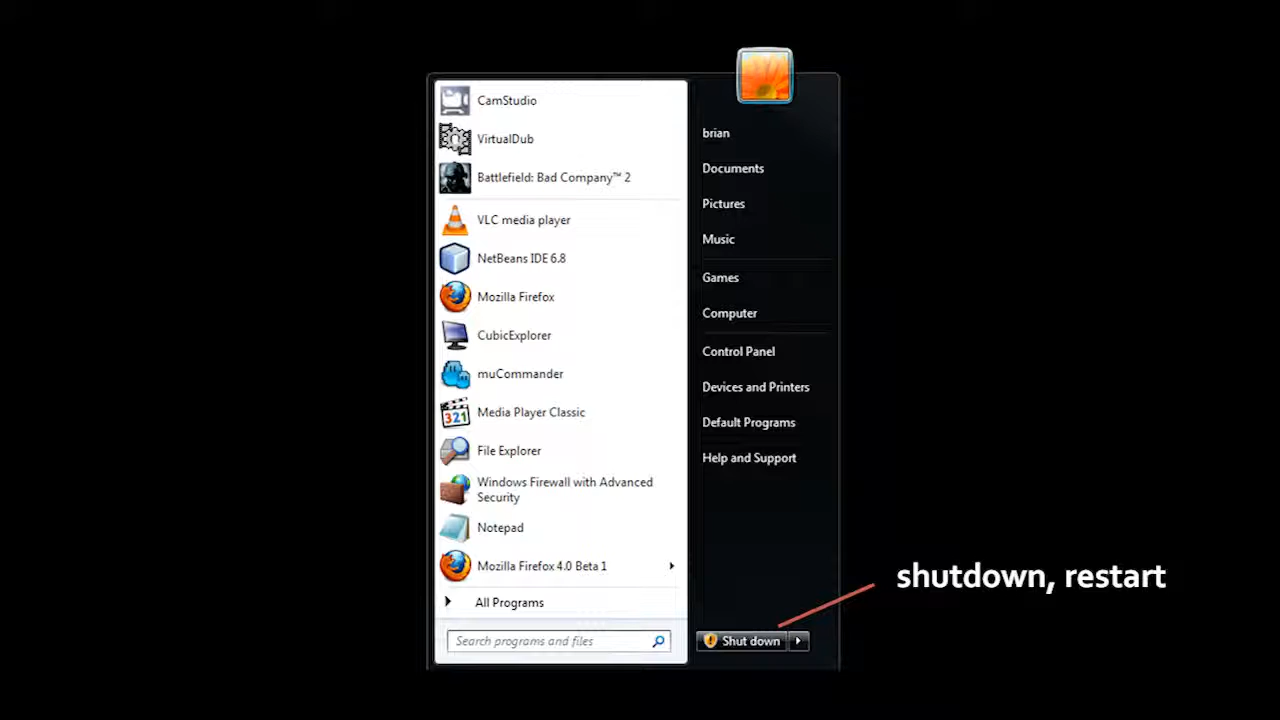 CamStudio
VirtualDub
Battlefield: Bad Company™ 2
VLC media player
NetBeans IDE 6.8
Mozilla Firefox
CubicExplorer
muCommander
321
Media Player Classic
File Explorer
Windows Firewall with Advanced
Security
Notepad
Mozilla Firefox 4.0 Beta 1
All Programs
Search programs and files
brian
Documents
Pictures
Music
Games
Computer
Control Panel
Devices and Printers
Default Programs
Help and Support
Shut down
shutdown, restart